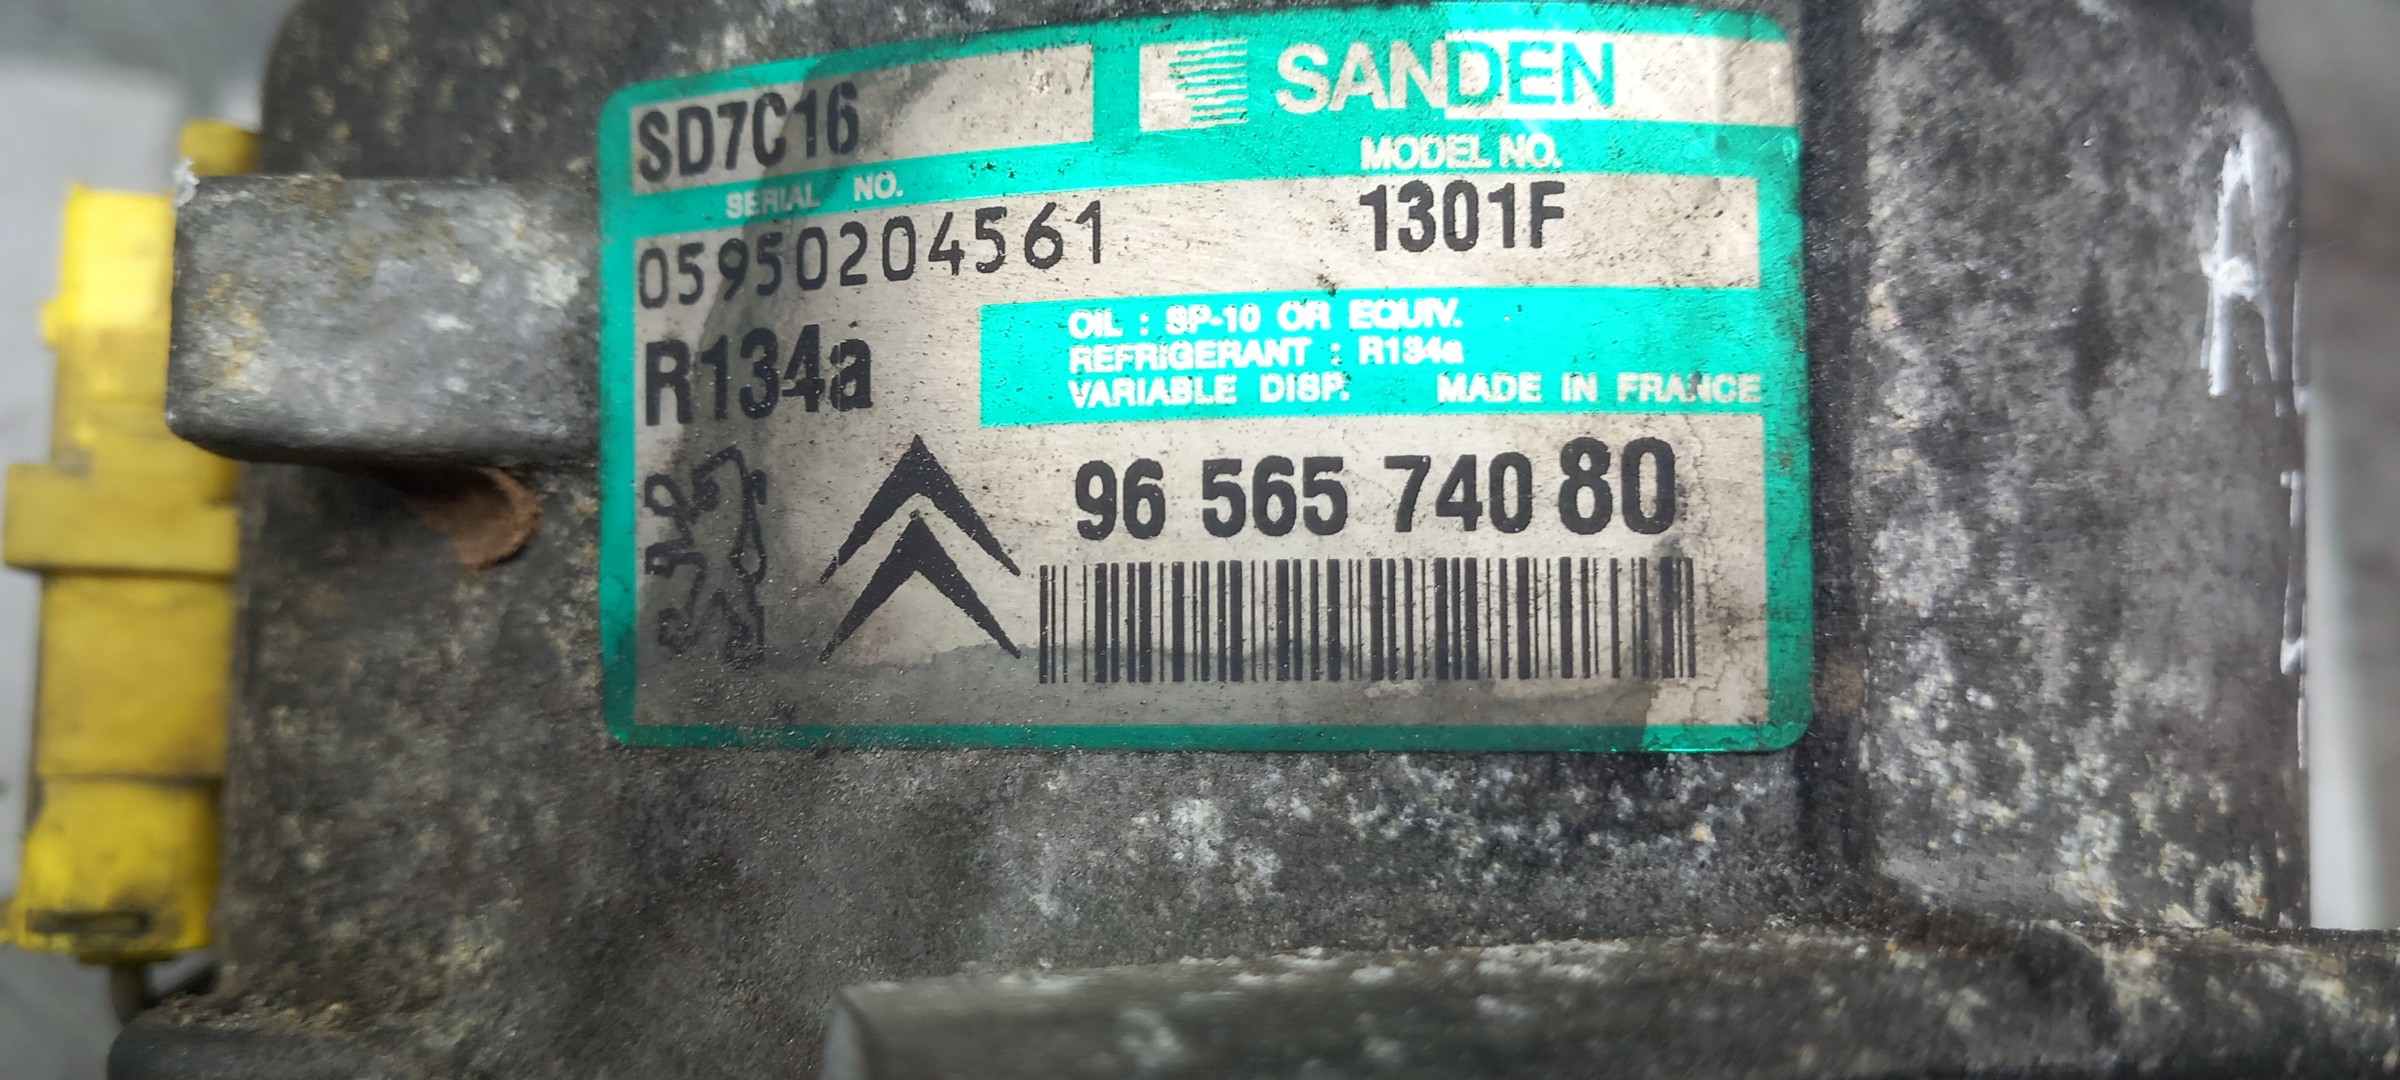 SD7C16
SANDEN
SERIAL NO.
MODEL NO.
05950204561
1301F
R134a
OIL : SP-10 OR EQUIV.
REFRIGERANT : R134a
VARIABLE DISP. MADE IN FRANCE
96 565 740 80